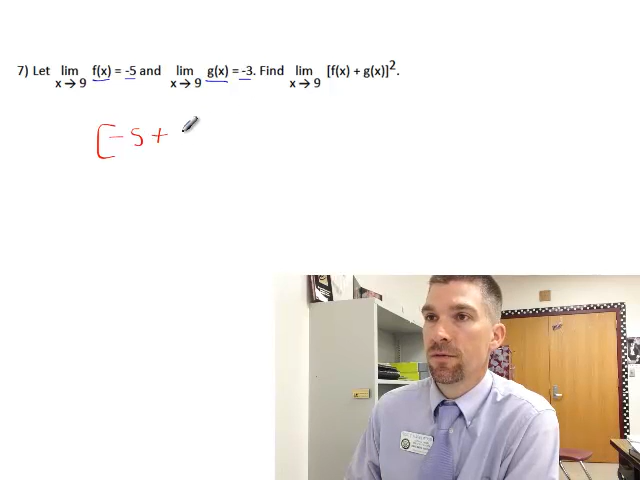 7) Let lim f(x) = -5 and lim g(x) = -3. Find lim [f(x) + g(x)]².
x → 9 x → 9 x → 9
[-5 +